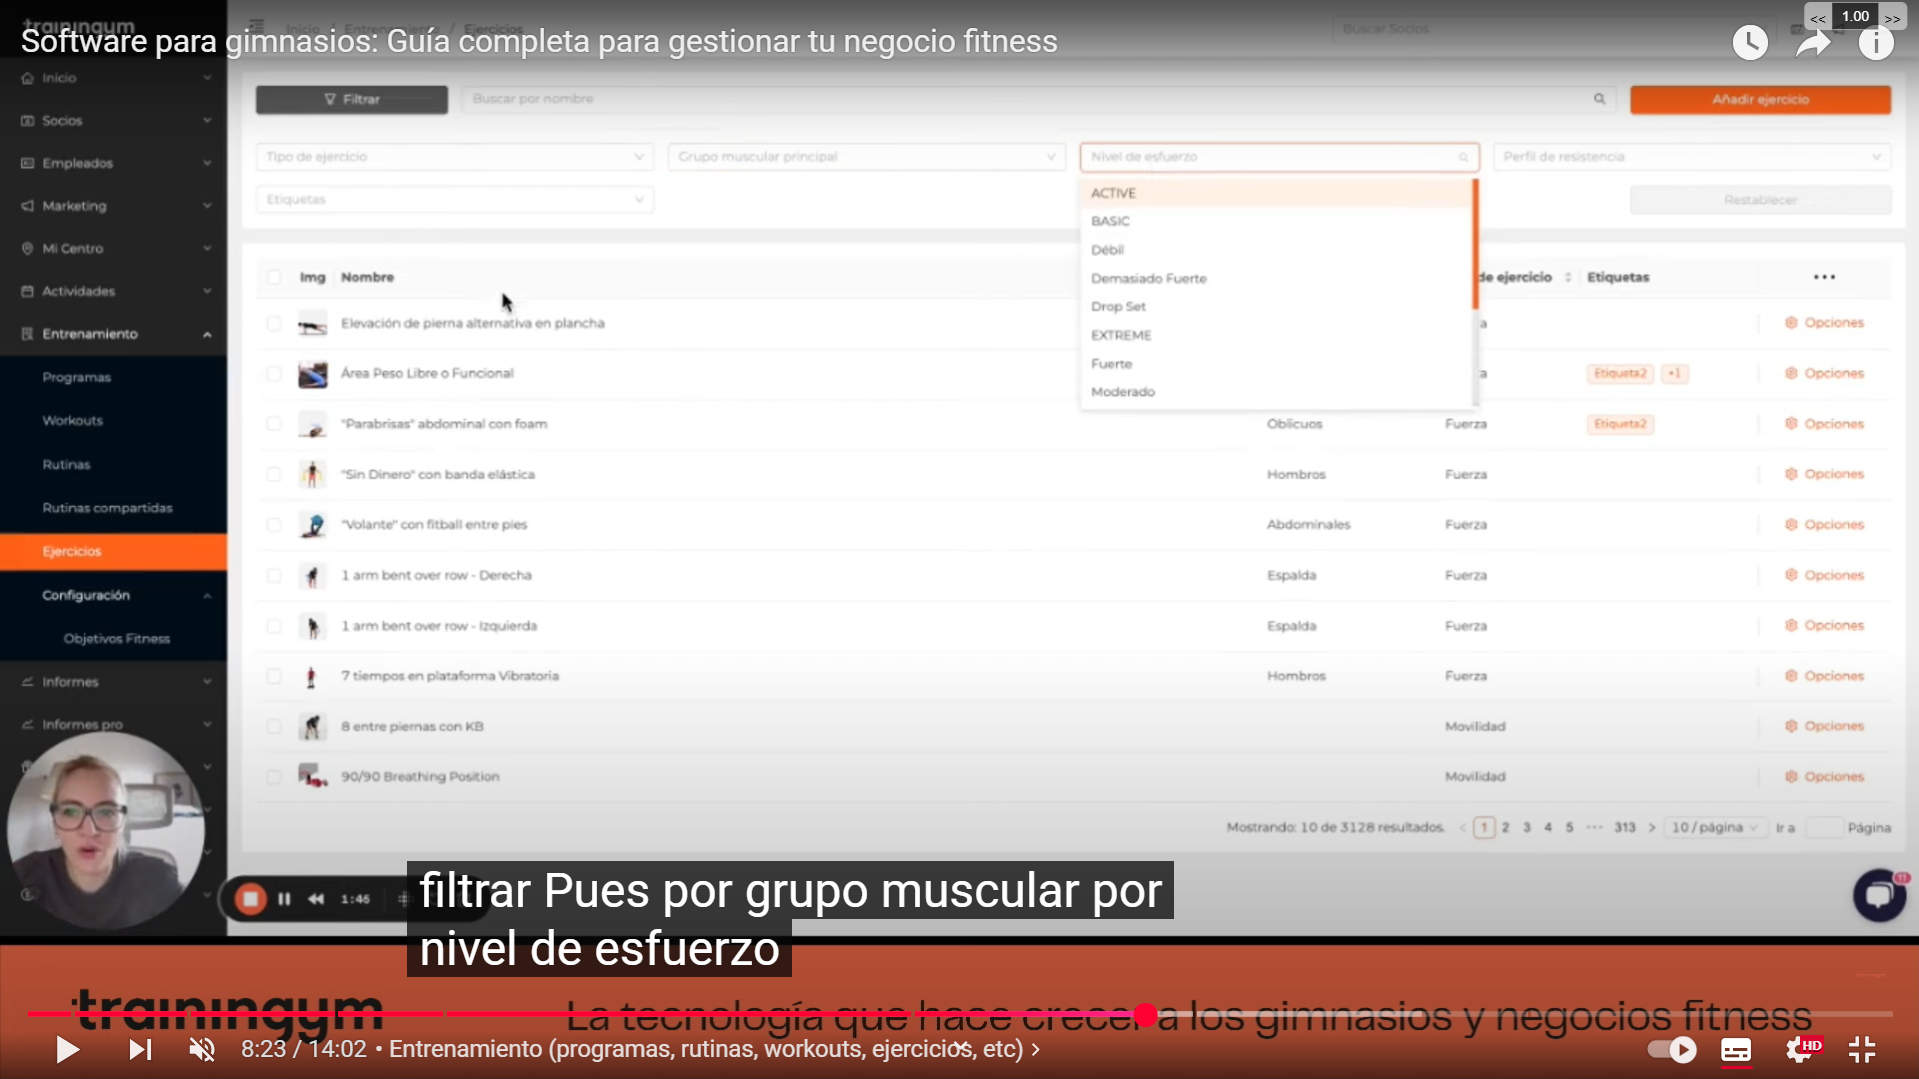 trainingym
Inicio / Entrenamiento / Ejercicios
Buscar Socios
<< 1.00 >>
Software para gimnasios: Guía completa para gestionar tu negocio fitness
Inicio
Socios
Empleados
Marketing
Mi Centro
Actividades
Entrenamiento
Programas
Workouts
Rutinas
Rutinas compartidas
Ejercicios
Configuración
Objetivos Fitness
Informes
Informes pro
Filtrar
Buscar por nombre
Añadir ejercicio
Tipo de ejercicio
Grupo muscular principal
Nivel de esfuerzo
Perfil de resistencia
Etiquetas
Restablecer
ACTIVE
BASIC
Débil
Demasiado Fuerte
Drop Set
EXTREME
Fuerte
Moderado
Img Nombre de ejercicio Etiquetas •••
Elevación de pierna alternativa en plancha a Opciones
Área Peso Libre o Funcional a Etiqueta2 +1 Opciones
"Parabrisas" abdominal con foam Oblicuos Fuerza Etiqueta2 Opciones
"Sin Dinero" con banda elástica Hombros Fuerza Opciones
"Volante" con fitball entre pies Abdominales Fuerza Opciones
1 arm bent over row - Derecha Espalda Fuerza Opciones
1 arm bent over row - Izquierda Espalda Fuerza Opciones
7 tiempos en plataforma Vibratoria Hombros Fuerza Opciones
8 entre piernas con KB Movilidad Opciones
90/90 Breathing Position Movilidad Opciones
Mostrando: 10 de 3128 resultados. < 1 2 3 4 5 ••• 313 > 10 / página Ir a Página
11
1:46
filtrar Pues por grupo muscular por
nivel de esfuerzo
trainingym
La tecnología que hace crecer a los gimnasios y negocios fitness
8:23 / 14:02 • Entrenamiento (programas, rutinas, workouts, ejercicios, etc) >
HD